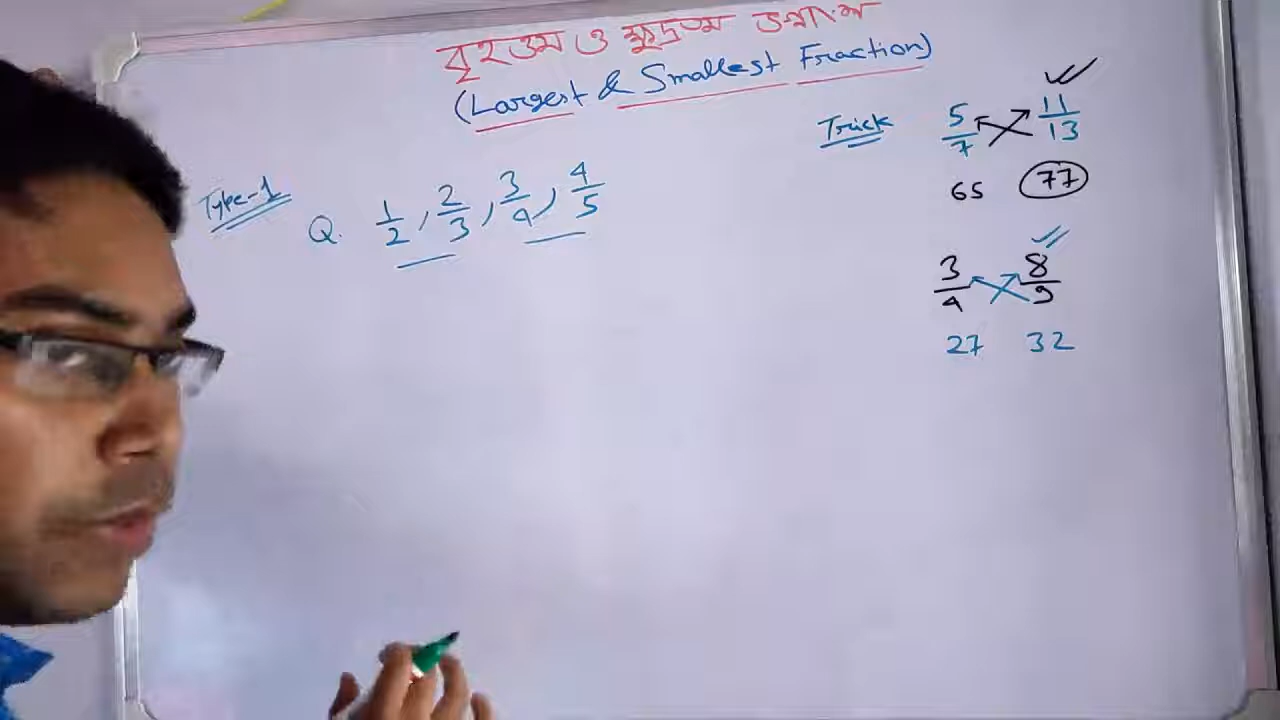 বৃহত্তম ও ক্ষুদ্রতম ভগ্নাংশ
(Largest & Smallest Fraction)
Type-1
Q. 1/2, 2/3, 3/4, 4/5
Trick 5/7 11/13
65 77
3/4 8/9
27 32